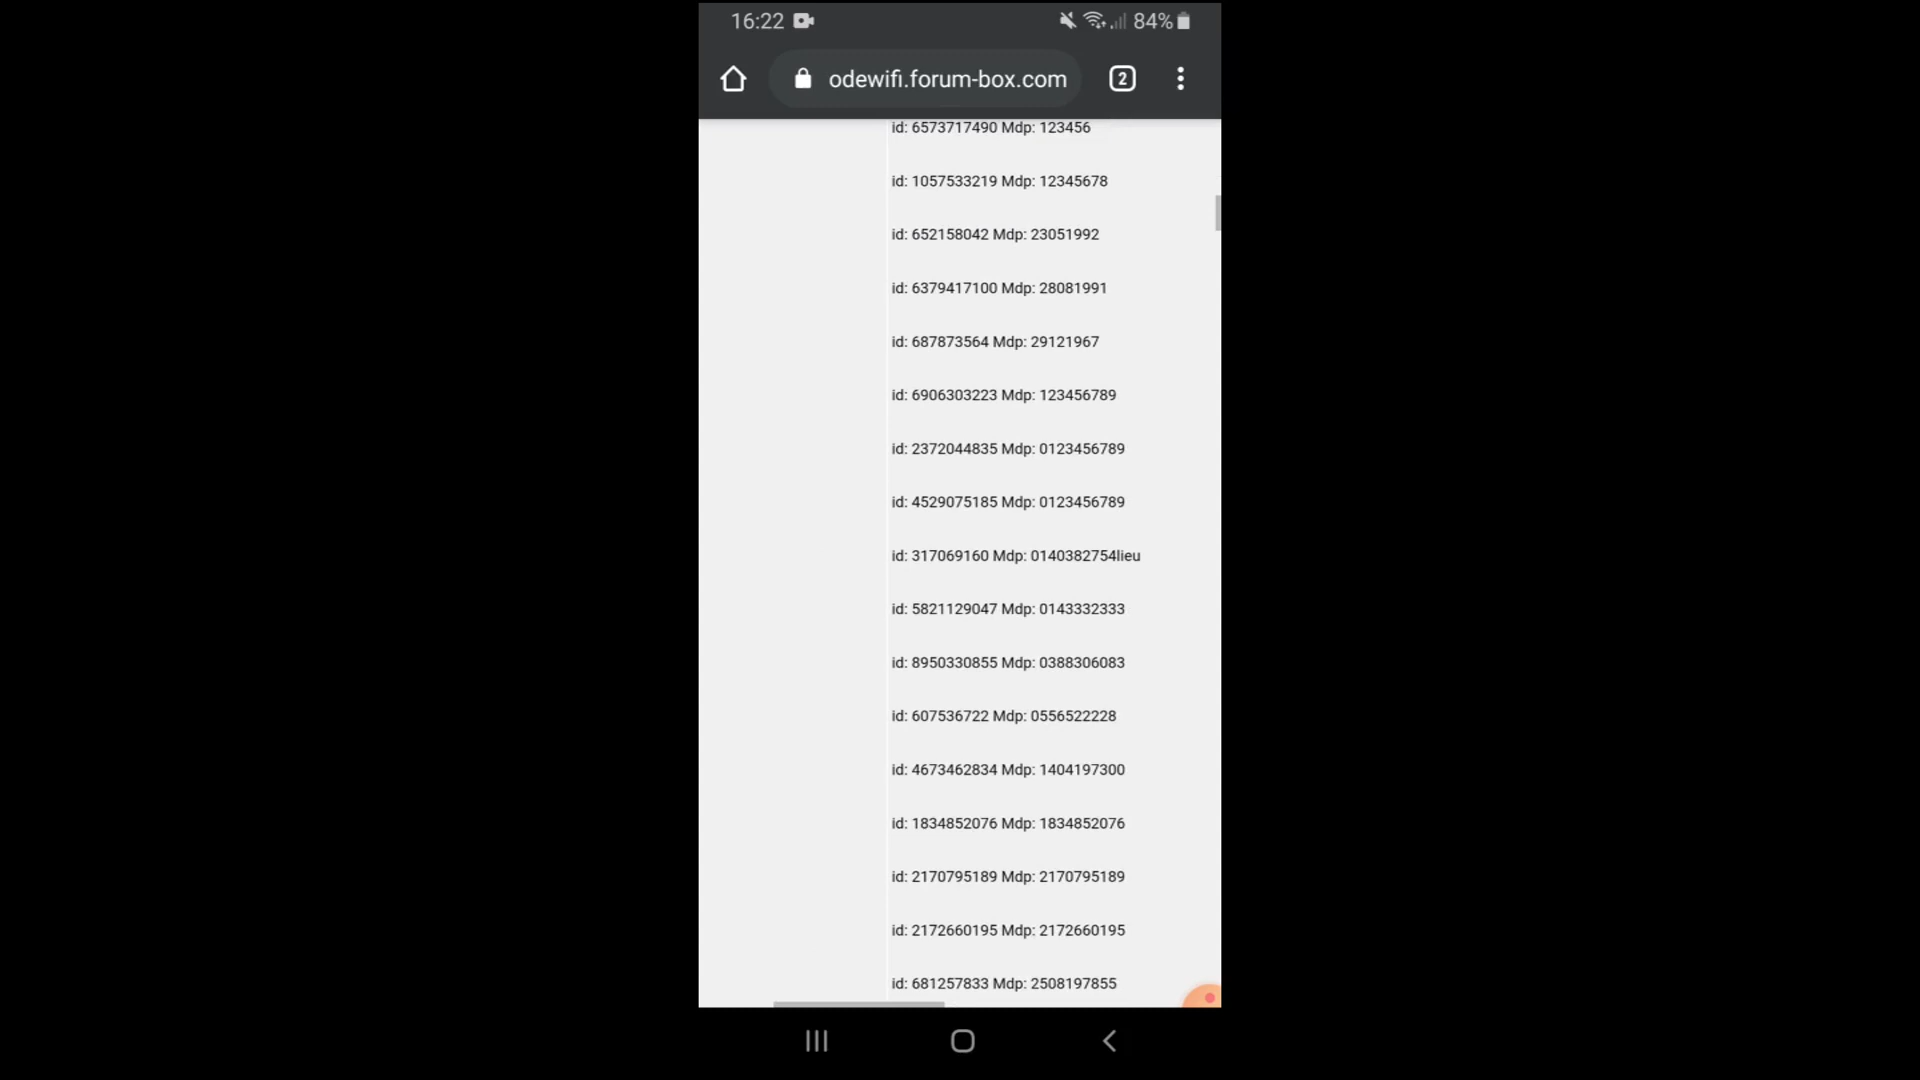 16:22
84%
odewifi.forum-box.com
2
id: 6573717490 Mdp: 123456
id: 1057533219 Mdp: 12345678
id: 652158042 Mdp: 23051992
id: 6379417100 Mdp: 28081991
id: 687873564 Mdp: 29121967
id: 6906303223 Mdp: 123456789
id: 2372044835 Mdp: 0123456789
id: 4529075185 Mdp: 0123456789
id: 317069160 Mdp: 0140382754lieu
id: 5821129047 Mdp: 0143332333
id: 8950330855 Mdp: 0388306083
id: 607536722 Mdp: 0556522228
id: 4673462834 Mdp: 1404197300
id: 1834852076 Mdp: 1834852076
id: 2170795189 Mdp: 2170795189
id: 2172660195 Mdp: 2172660195
id: 681257833 Mdp: 2508197855